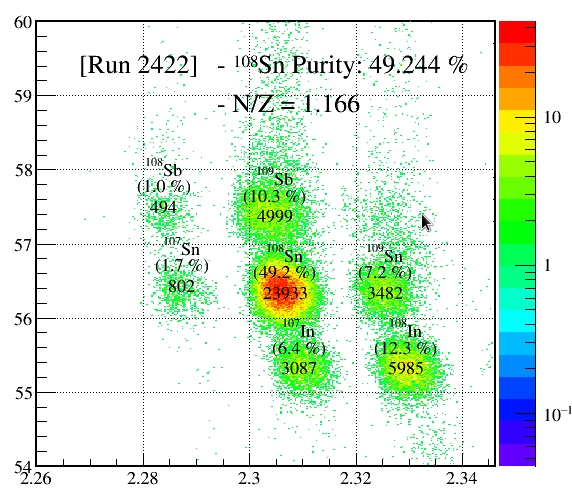 60
[Run 2422] - ¹⁰⁸Sn Purity: 49.244 %
- N/Z = 1.166
59
58
57
56
55
54
¹⁰⁸Sb
(1.0 %)
494
¹⁰⁹Sb
(10.3 %)
4999
¹⁰⁷Sn
(1.7 %)
802
¹⁰⁸Sn
(49.2 %)
23933
¹⁰⁹Sn
(7.2 %)
3482
¹⁰⁷In
(6.4 %)
3087
¹⁰⁸In
(12.3 %)
5985
2.26 2.28 2.3 2.32 2.34
10
1
10⁻¹